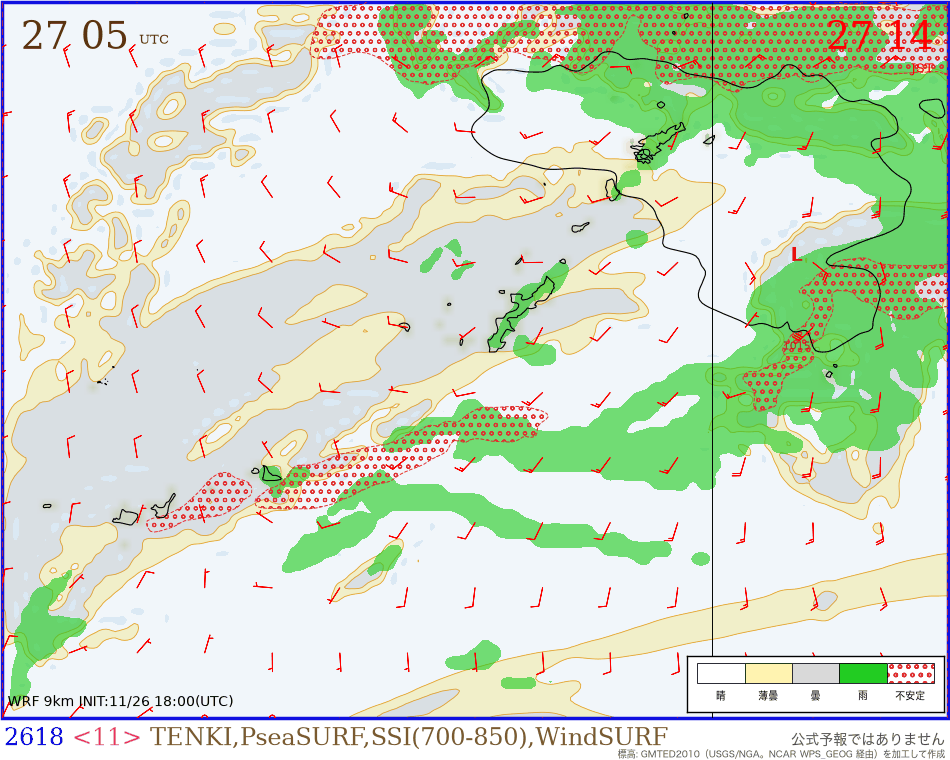 27 05 UTC
27 14
JST
L
WRF 9km INIT:11/26 18:00(UTC)
晴 薄曇 曇 雨 不安定
2618 <11> TENKI,PseaSURF,SSI(700-850),WindSURF
公式予報ではありません
標高: GMTED2010（USGS/NGA。NCAR WPS_GEOG 経由）を加工して作成